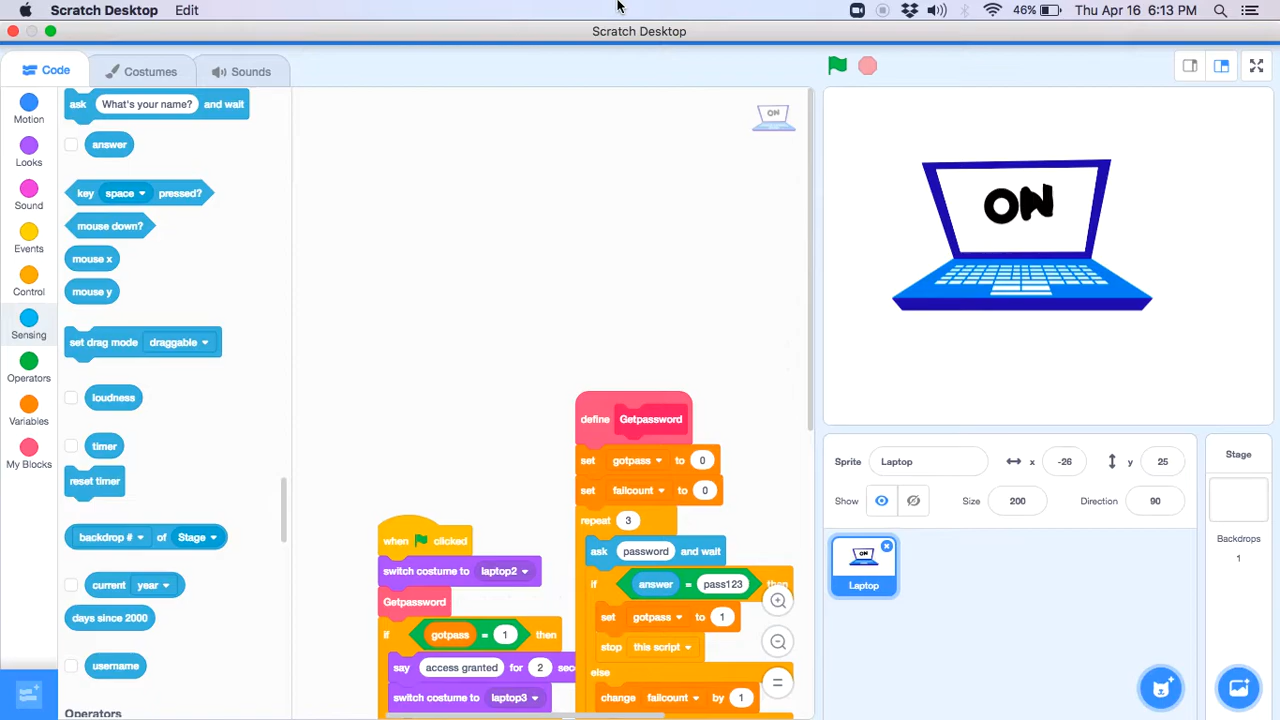 Scratch Desktop Edit 46% Thu Apr 16 6:13 PM
Scratch Desktop
Code Costumes Sounds
Motion
Looks
Sound
Events
Control
Sensing
Operators
Variables
My Blocks
ask What's your name? and wait
answer
key space pressed?
mouse down?
mouse x
mouse y
set drag mode draggable
loudness
timer
reset timer
backdrop # of Stage
current year
days since 2000
username
Operators
ON
when clicked
switch costume to laptop2
Getpassword
if gotpass = 1 then
say access granted for 2 sec
switch costume to laptop3
define Getpassword
set gotpass to 0
set failcount to 0
repeat 3
ask password and wait
if answer = pass123 then
set gotpass to 1
stop this script
else
change failcount by 1
ON
Sprite Laptop x -26 y 25
Show Size 200 Direction 90
ON
Laptop
Stage
Backdrops
1